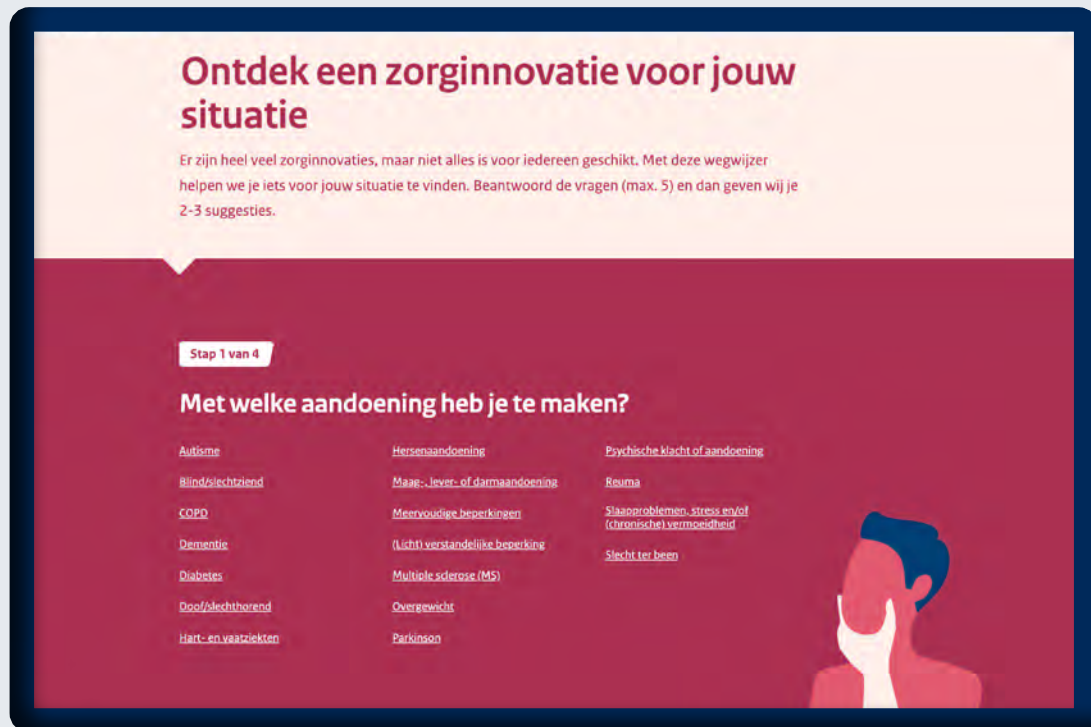 Ontdek een zorginnovatie voor jouw
situatie
Er zijn heel veel zorginnovaties, maar niet alles is voor iedereen geschikt. Met deze wegwijzer
helpen we je iets voor jouw situatie te vinden. Beantwoord de vragen (max. 5) en dan geven wij je
2-3 suggesties.
Stap 1 van 4
Met welke aandoening heb je te maken?
Autisme
Blind/slechtziend
COPD
Dementie
Diabetes
Doof/slechthorend
Hart- en vaatziekten
Hersenaandoening
Maag-, lever- of darmaandoening
Meervoudige beperkingen
(Licht) verstandelijke beperking
Multiple sclerose (MS)
Overgewicht
Parkinson
Psychische klacht of aandoening
Reuma
Slaapproblemen, stress en/of
(chronische) vermoeidheid
Slecht ter been